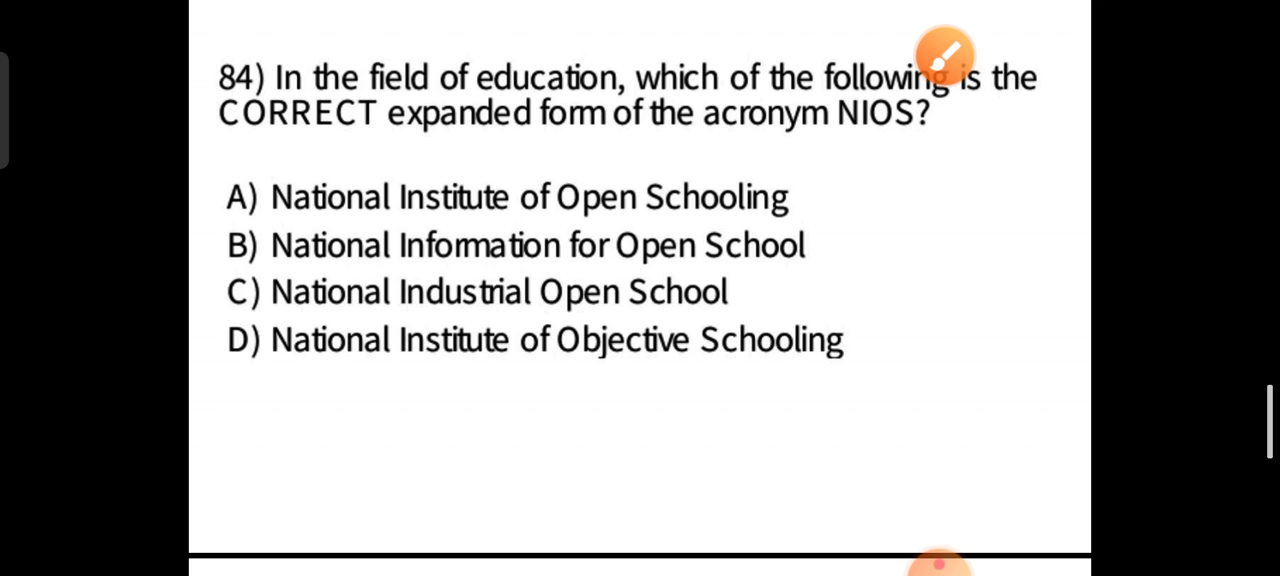 84) In the field of education, which of the following is the
CORRECT expanded form of the acronym NIOS?
A) National Institute of Open Schooling
B) National Information for Open School
C) National Industrial Open School
D) National Institute of Objective Schooling